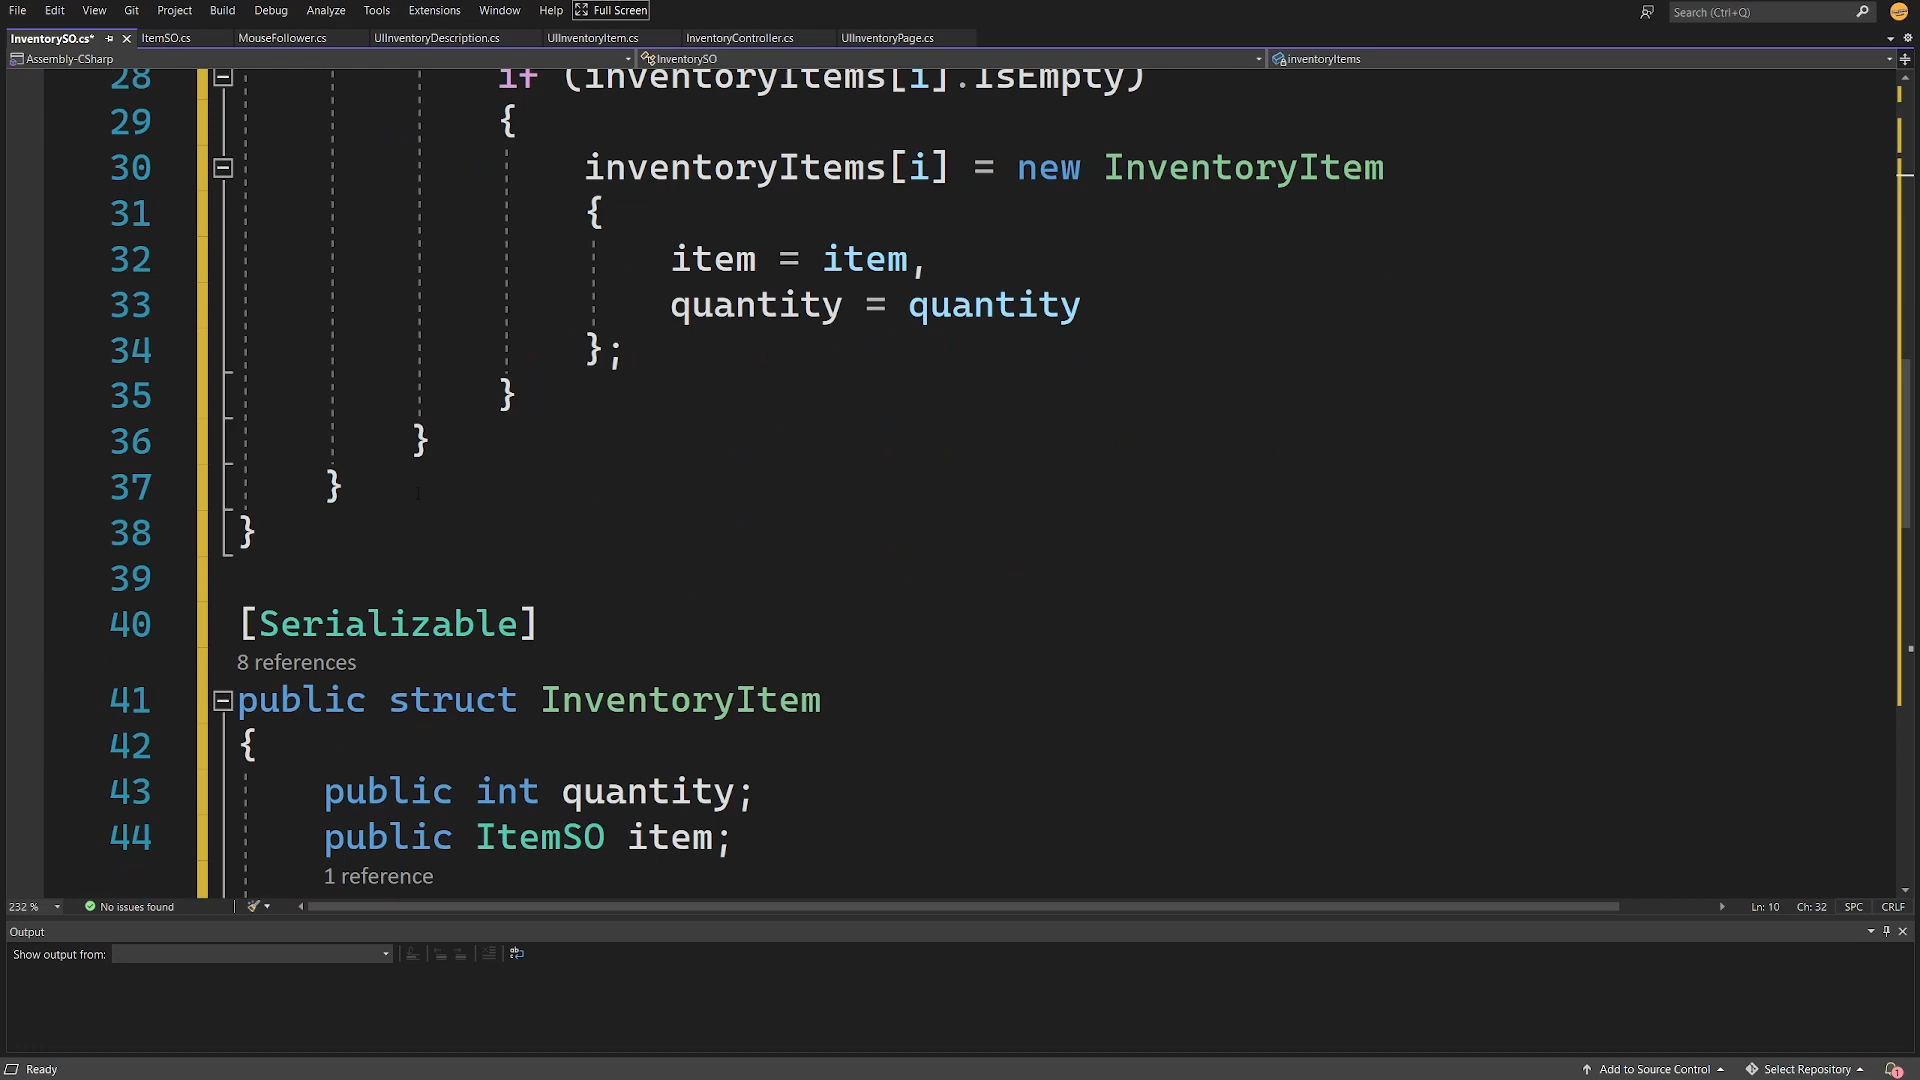 File Edit View Git Project Build Debug Analyze Tools Extensions Window Help Full Screen Search (Ctrl+Q)
InventorySO.cs* ItemSO.cs MouseFollower.cs UIInventoryDescription.cs UIInventoryItem.cs InventoryController.cs UIInventoryPage.cs
Assembly-CSharp InventorySO inventoryItems
28 if (inventoryItems[i].IsEmpty)
29 {
30 inventoryItems[i] = new InventoryItem
31 {
32 item = item,
33 quantity = quantity
34 };
35 }
36 }
37 }
38 }
39
40 [Serializable]
8 references
41 public struct InventoryItem
42 {
43 public int quantity;
44 public ItemSO item;
1 reference
232 % No issues found Ln: 10 Ch: 32 SPC CRLF
Output
Show output from:
Ready Add to Source Control Select Repository 1